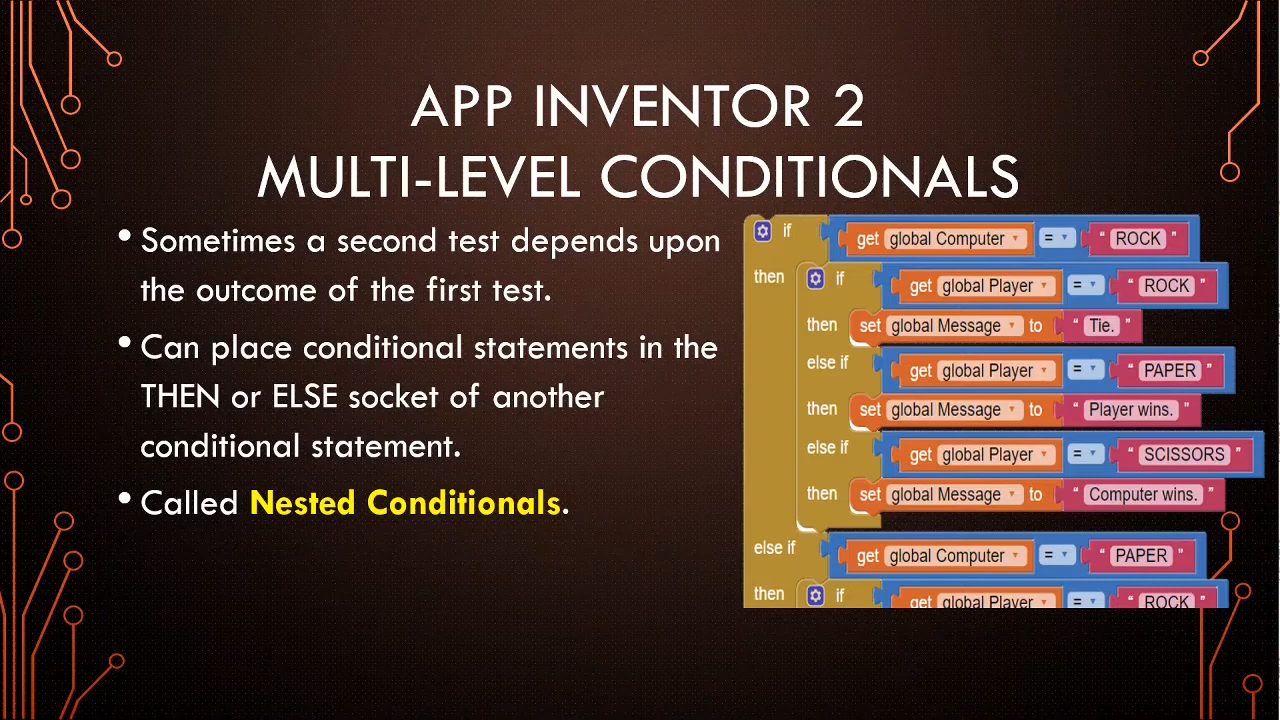 APP INVENTOR 2
MULTI-LEVEL CONDITIONALS
• Sometimes a second test depends upon
the outcome of the first test.
• Can place conditional statements in the
THEN or ELSE socket of another
conditional statement.
• Called Nested Conditionals.
if get global Computer = " ROCK "
then if get global Player = " ROCK "
then set global Message to " Tie. "
else if get global Player = " PAPER "
then set global Message to " Player wins. "
else if get global Player = " SCISSORS "
then set global Message to " Computer wins. "
else if get global Computer = " PAPER "
then if get global Player = " ROCK "